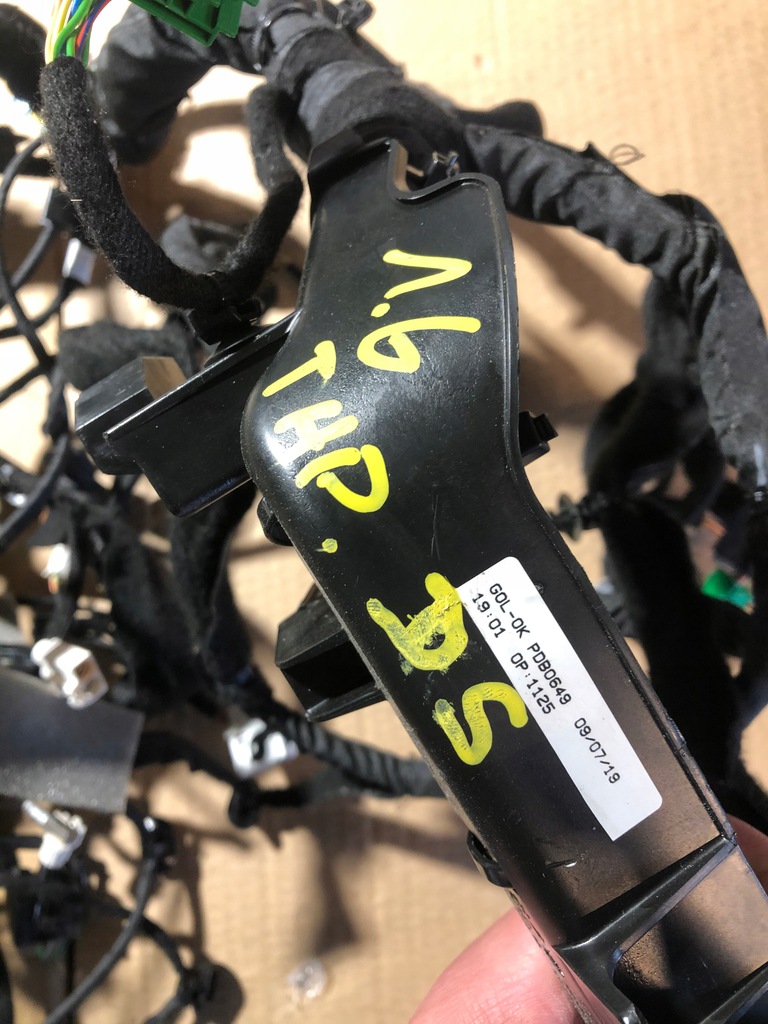 1.6
THP.
DS
GOL-OK PDB0649 09/07/19
19:01 OP:1125